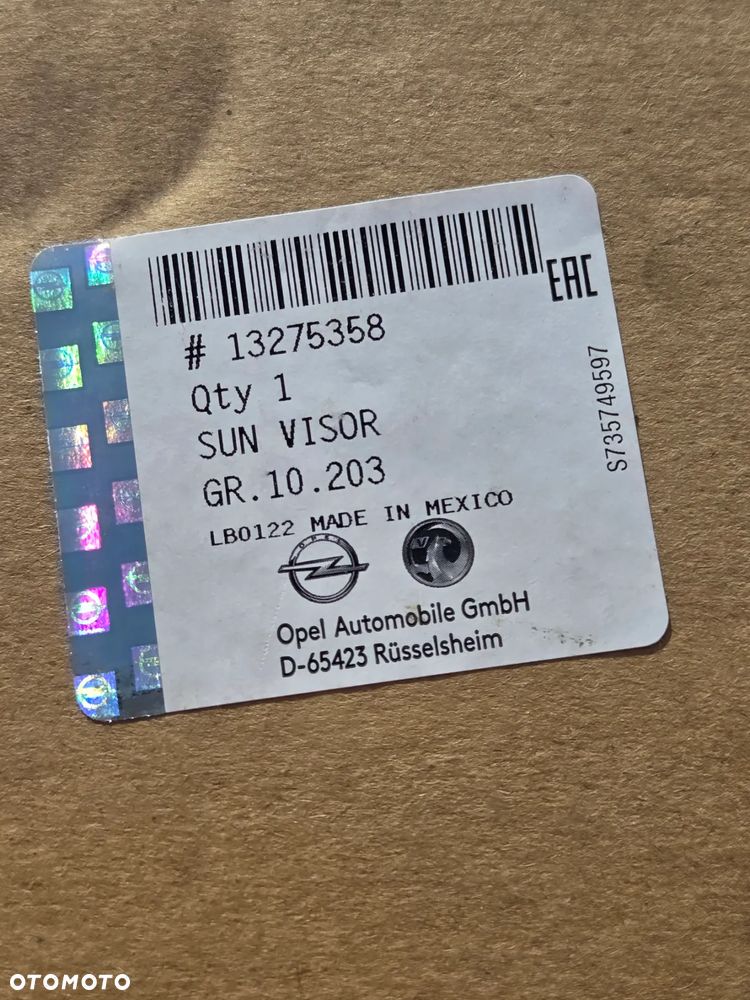 EAC
# 13275358
Qty 1
SUN VISOR
GR.10.203
LB0122 MADE IN MEXICO
OPEL
Opel Automobile GmbH
D-65423 Rüsselsheim
S735749597
OTOMOTO